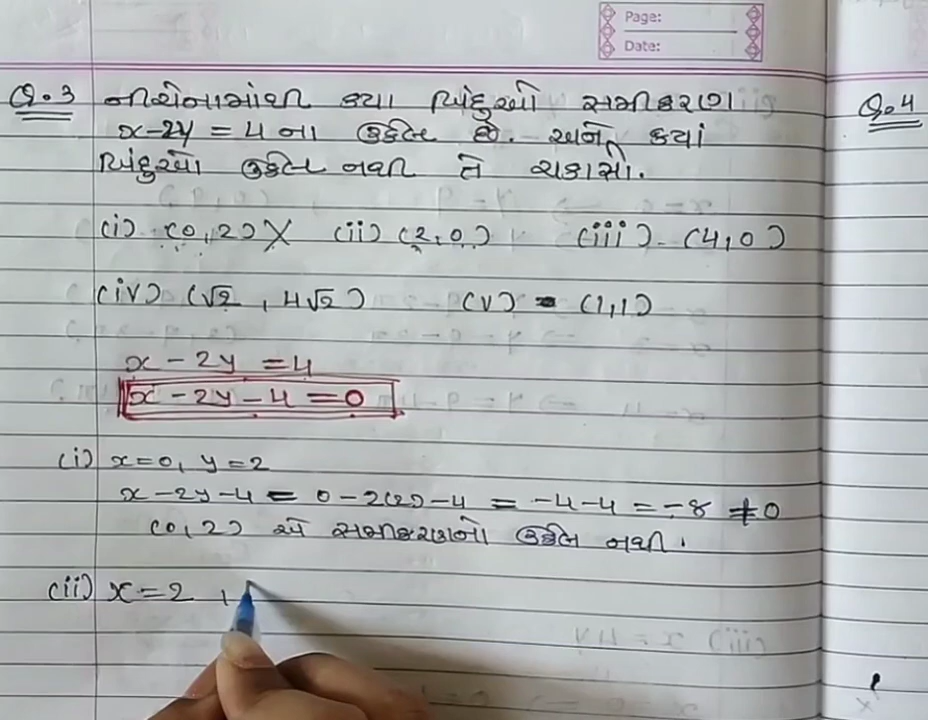 Page:
Date:
Q.3 નીચેનામાંથી કયા બિંદુઓ સમીકરણ
x-2y = 4 ના ઉકેલ છે. અને કયાં
બિંદુઓ ઉકેલ નથી તે ચકાસો.
(i) (0,2) X (ii) (2,0) (iii) (4,0)
(iv) (√2 , 4√2) (v) (1,1)
x - 2y = 4
x - 2y - 4 = 0
(i) x=0, y=2
x-2y-4 = 0-2(2)-4 = -4-4 = -8 ≠0
(0,2) એ સમીકરણનો ઉકેલ નથી.
(ii) x=2 ,
Q.4